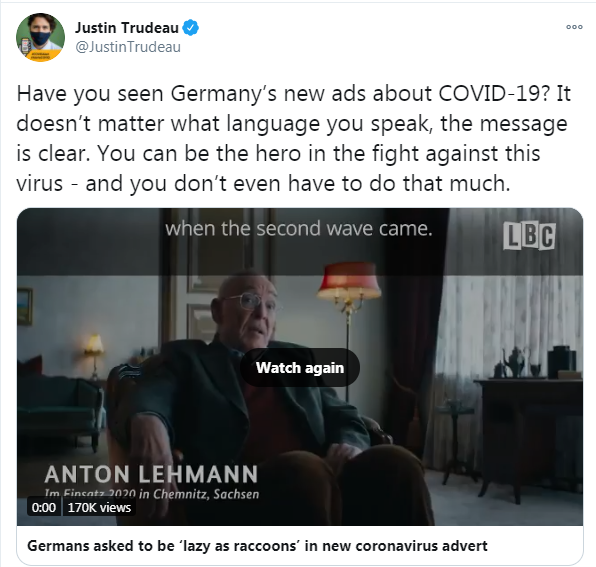 Justin Trudeau
@JustinTrudeau
Have you seen Germany’s new ads about COVID-19? It
doesn’t matter what language you speak, the message
is clear. You can be the hero in the fight against this
virus - and you don’t even have to do that much.
when the second wave came.
LBC
Watch again
ANTON LEHMANN
Im Einsatz 2020 in Chemnitz, Sachsen
0:00 170K views
Germans asked to be ‘lazy as raccoons’ in new coronavirus advert